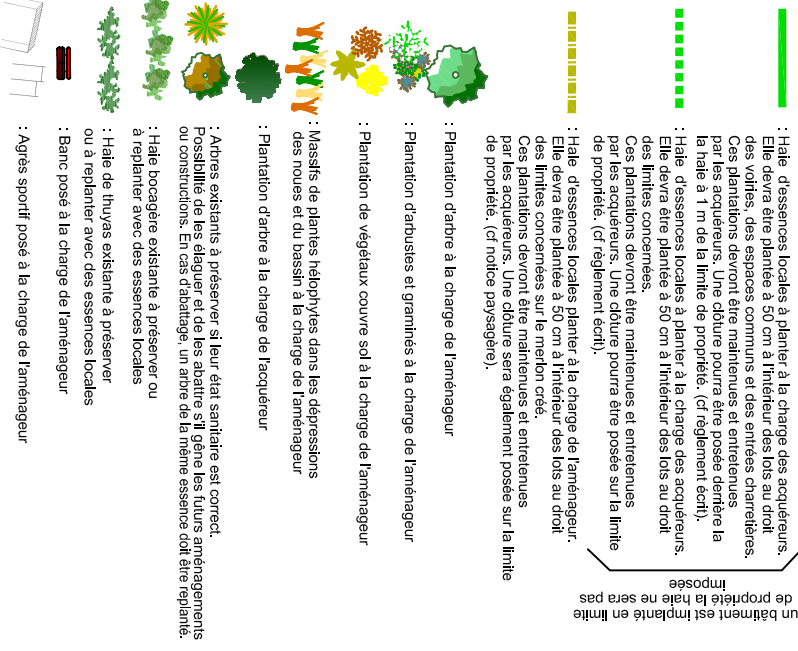 : Haie d'essences locales à planter à la charge des acquéreurs.
Elle devra être plantée à 50 cm à l'intérieur des lots au droit
des voiries, des espaces communs et des entrées charretières.
Ces plantations devront être maintenues et entretenues
par les acquéreurs. Une clôture pourra être posée derrière la
la haie à 1 m de la limite de propriété. (cf règlement écrit).
: Haie d'essences locales à planter à la charge des acquéreurs.
Elle devra être plantée à 50 cm à l'intérieur des lots au droit
des limites concernées.
Ces plantations devront être maintenues et entretenues
par les acquéreurs. Une clôture pourra être posée sur la limite
de propriété. (cf règlement écrit).
un bâtiment est implanté en limite
de propriété la haie ne sera pas
imposée
: Haie d'essences locales planter à la charge de l'aménageur.
Elle devra être plantée à 50 cm à l'intérieur des lots au droit
des limites concernées sur le merlon créé.
Ces plantations devront être maintenues et entretenues
par les acquéreurs. Une clôture sera également posée sur la limite
de propriété. (cf notice paysagère).
: Plantation d'arbre à la charge de l'aménageur
: Plantation d'arbustes et graminés à la charge de l'aménageur
: Plantation de végétaux couvre sol à la charge de l'aménageur
: Massifs de plantes hélophytes dans les dépressions
des noues et du bassin à la charge de l'aménageur
: Plantation d'arbre à la charge de l'acquéreur
: Arbres existants à préserver si leur état sanitaire est correct.
Possibilité de les élaguer et de les abattre s'il gêne les futurs aménagements
ou constructions. En cas d'abattage, un arbre de la même essence doit être replanté.
: Haie bocagère existante à préserver ou
à replanter avec des essences locales
: Haie de thuyas existante à préserver
ou à replanter avec des essences locales
: Banc posé à la charge de l'aménageur
: Agrès sportif posé à la charge de l'aménageur